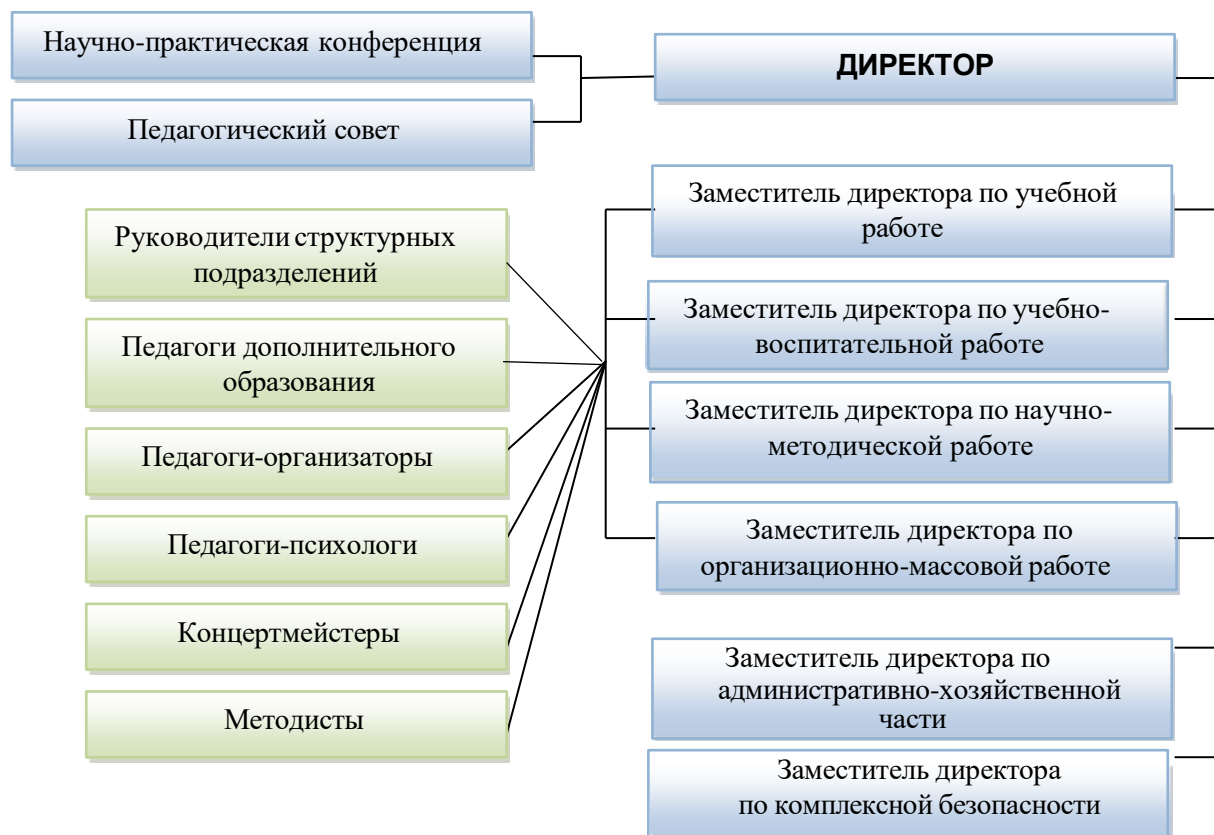 Научно-практическая конференция
ДИРЕКТОР
Педагогический совет
Руководители структурных
подразделений
Педагоги дополнительного
образования
Педагоги-организаторы
Педагоги-психологи
Концертмейстеры
Методисты
Заместитель директора по учебной
работе
Заместитель директора по учебно-
воспитательной работе
Заместитель директора по научно-
методической работе
Заместитель директора по
организационно-массовой работе
Заместитель директора по
административно-хозяйственной
части
Заместитель директора
по комплексной безопасности